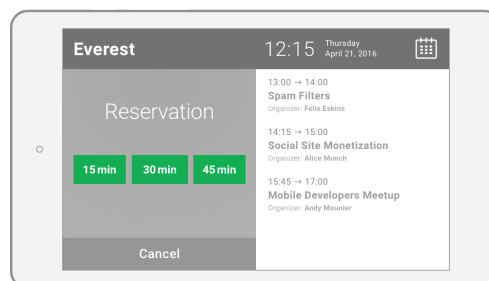 Everest
12:15
Thursday
April 21, 2016
Reservation
15 min
30 min
45 min
Cancel
13:00 → 14:00
Spam Filters
Organizer: Felix Eskins
14:15 → 15:00
Social Site Monetization
Organizer: Alice Munch
15:45 → 17:00
Mobile Developers Meetup
Organizer: Andy Mounier